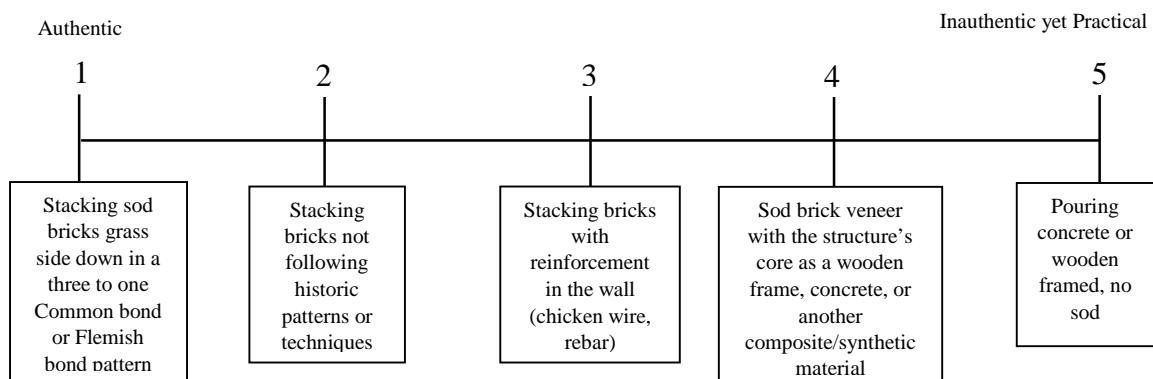 Authentic
Inauthentic yet Practical
1
2
3
4
5
Stacking sod
bricks grass
side down in a
three to one
Common bond
or Flemish
bond pattern
Stacking
bricks not
following
historic
patterns or
techniques
Stacking bricks
with
reinforcement
in the wall
(chicken wire,
rebar)
Sod brick veneer
with the structure’s
core as a wooden
frame, concrete, or
another
composite/synthetic
material
Pouring
concrete or
wooden
framed, no
sod